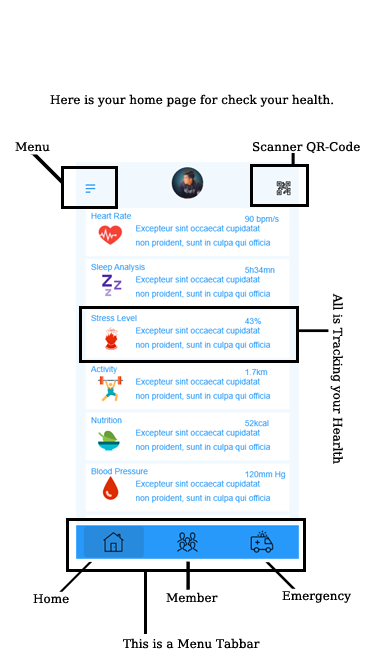 Here is your home page for check your health.
Menu
Scanner QR-Code
Heart Rate
90 bpm/s
Excepteur sint occaecat cupidatat
non proident, sunt in culpa qui officia
Sleep Analysis
5h34mn
Excepteur sint occaecat cupidatat
non proident, sunt in culpa qui officia
Stress Level
43%
Excepteur sint occaecat cupidatat
non proident, sunt in culpa qui officia
All is Tracking your Hearlth
Activity
1.7km
Excepteur sint occaecat cupidatat
non proident, sunt in culpa qui officia
Nutrition
52kcal
Excepteur sint occaecat cupidatat
non proident, sunt in culpa qui officia
Blood Pressure
120mm Hg
Excepteur sint occaecat cupidatat
non proident, sunt in culpa qui officia
Home
Member
Emergency
This is a Menu Tabbar